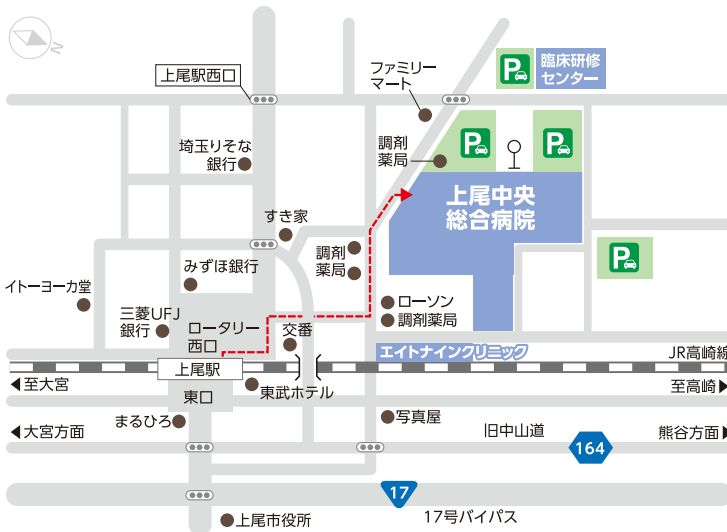 N
臨床研修
センター
P
ファミリー
マート
上尾駅西口
調剤
薬局
P
P
埼玉りそな
銀行
上尾中央
総合病院
すき家
調剤
薬局
P
みずほ銀行
イトーヨーカ堂
ローソン
三菱UFJ
銀行
ロータリー
西口
交番
調剤薬局
エイトナインクリニック
JR高崎線
上尾駅
至大宮
東武ホテル
至高崎
東口
まるひろ
写真屋
大宮方面
旧中山道
164
熊谷方面
17
17号バイパス
上尾市役所